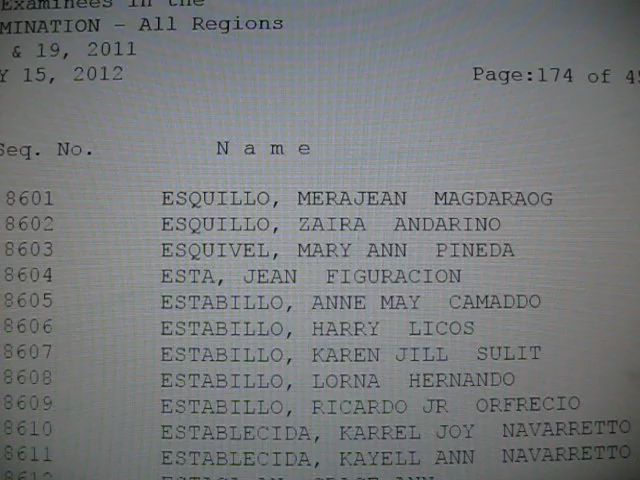 Examinees in the
MINATION - All Regions
& 19, 2011
Y 15, 2012 Page:174 of
Seq. No. N a m e
8601 ESQUILLO, MERAJEAN MAGDARAOG
8602 ESQUILLO, ZAIRA ANDARINO
8603 ESQUIVEL, MARY ANN PINEDA
8604 ESTA, JEAN FIGURACION
8605 ESTABILLO, ANNE MAY CAMADDO
8606 ESTABILLO, HARRY LICOS
8607 ESTABILLO, KAREN JILL SULIT
8608 ESTABILLO, LORNA HERNANDO
8609 ESTABILLO, RICARDO JR ORFRECIO
8610 ESTABLECIDA, KARREL JOY NAVARRETTO
8611 ESTABLECIDA, KAYELL ANN NAVARRETTO